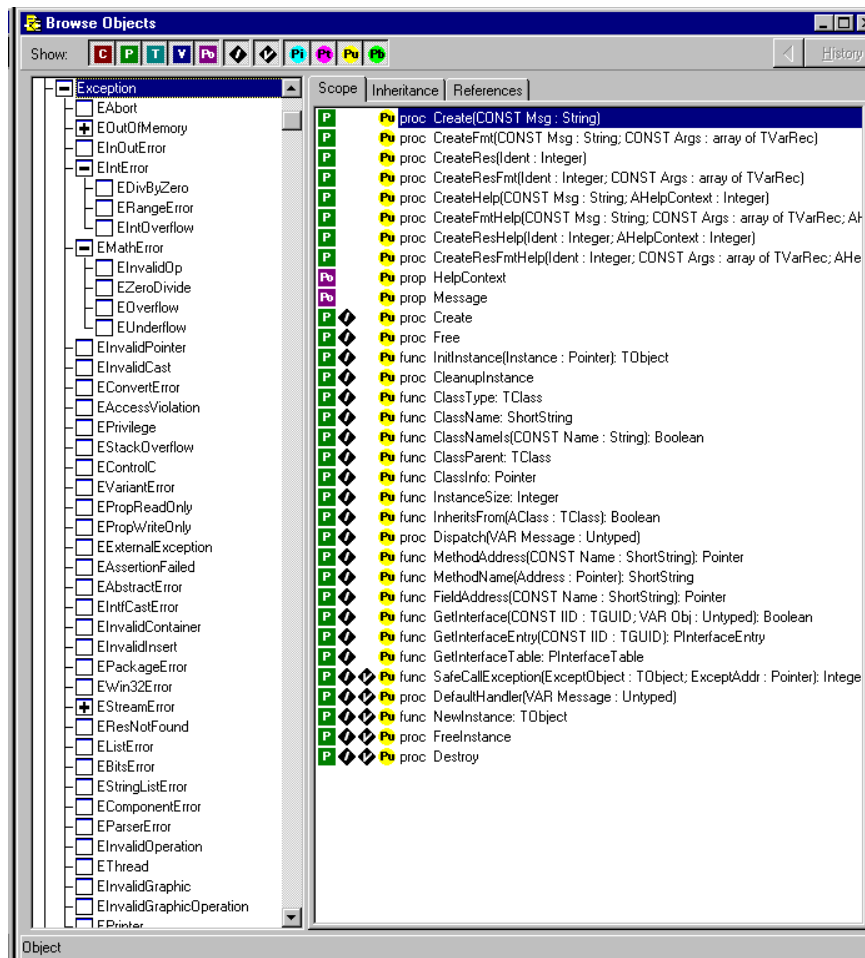 Browse Objects
Show: C P T V Po I V Pi Pt Pu Pb History
Exception
EAbort
EOutOfMemory
EInOutError
EIntError
EDivByZero
ERangeError
EIntOverflow
EMathError
EInvalidOp
EZeroDivide
EOverflow
EUnderflow
EInvalidPointer
EInvalidCast
EConvertError
EAccessViolation
EPrivilege
EStackOverflow
EControlC
EVariantError
EPropReadOnly
EPropWriteOnly
EExternalException
EAssertionFailed
EAbstractError
EIntfCastError
EInvalidContainer
EInvalidInsert
EPackageError
EWin32Error
EStreamError
EResNotFound
EListError
EBitsError
EStringListError
EComponentError
EParserError
EInvalidOperation
EThread
EInvalidGraphic
EInvalidGraphicOperation
EPrinter
Scope Inheritance References
P Pu proc Create(CONST Msg : String)
P Pu proc CreateFmt(CONST Msg : String; CONST Args : array of TVarRec)
P Pu proc CreateRes(Ident : Integer)
P Pu proc CreateResFmt(Ident : Integer; CONST Args : array of TVarRec)
P Pu proc CreateHelp(CONST Msg : String; AHelpContext : Integer)
P Pu proc CreateFmtHelp(CONST Msg : String; CONST Args : array of TVarRec; AH
P Pu proc CreateResHelp(Ident : Integer; AHelpContext : Integer)
P Pu proc CreateResFmtHelp(Ident : Integer; CONST Args : array of TVarRec; AHe
Po Pu prop HelpContext
Po Pu prop Message
P I Pu proc Create
P I Pu proc Free
P I Pu func InitInstance(Instance : Pointer): TObject
P I Pu proc CleanupInstance
P I Pu func ClassType: TClass
P I Pu func ClassName: ShortString
P I Pu func ClassNameIs(CONST Name : String): Boolean
P I Pu func ClassParent: TClass
P I Pu func ClassInfo: Pointer
P I Pu func InstanceSize: Integer
P I Pu func InheritsFrom(AClass : TClass): Boolean
P I Pu proc Dispatch(VAR Message : Untyped)
P I Pu func MethodAddress(CONST Name : ShortString): Pointer
P I Pu func MethodName(Address : Pointer): ShortString
P I Pu func FieldAddress(CONST Name : ShortString): Pointer
P I Pu func GetInterface(CONST IID : TGUID; VAR Obj : Untyped): Boolean
P I Pu func GetInterfaceEntry(CONST IID : TGUID): PInterfaceEntry
P I Pu func GetInterfaceTable: PInterfaceTable
P I V Pu func SafeCallException(ExceptObject : TObject; ExceptAddr : Pointer): Intege
P I V Pu proc DefaultHandler(VAR Message : Untyped)
P I V Pu func NewInstance: TObject
P I V Pu proc FreeInstance
P I V Pu proc Destroy
Object